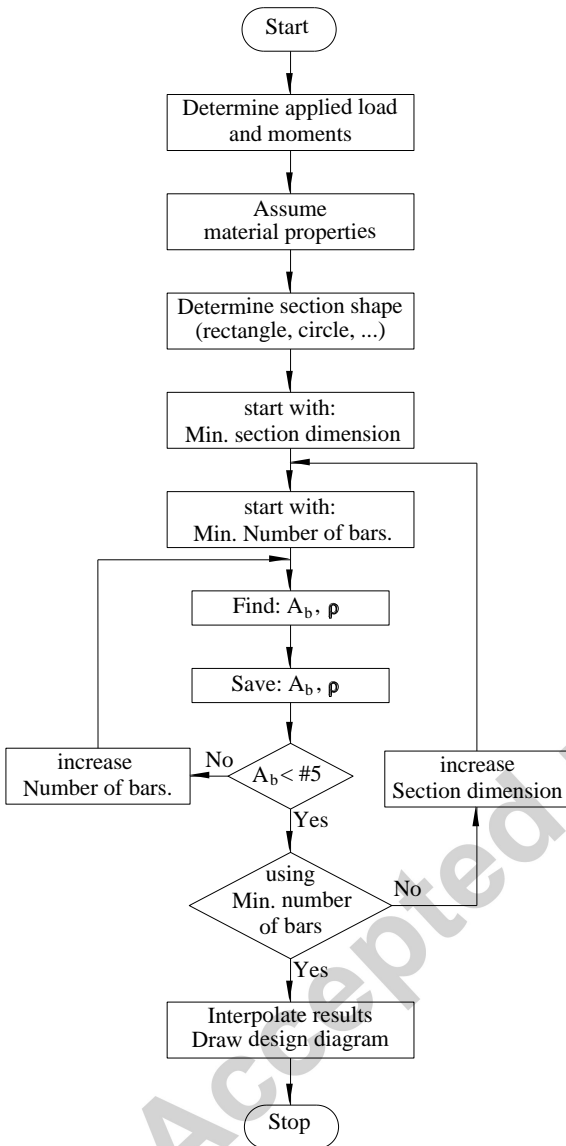 Start
Determine applied load
and moments
Assume
material properties
Determine section shape
(rectangle, circle, ...)
start with:
Min. section dimension
start with:
Min. Number of bars.
Find: A_b, ρ
Save: A_b, ρ
increase
Number of bars.
No
A_b < #5
increase
Section dimension
Yes
using
Min. number
of bars
No
Yes
Interpolate results
Draw design diagram
Stop
Accepted